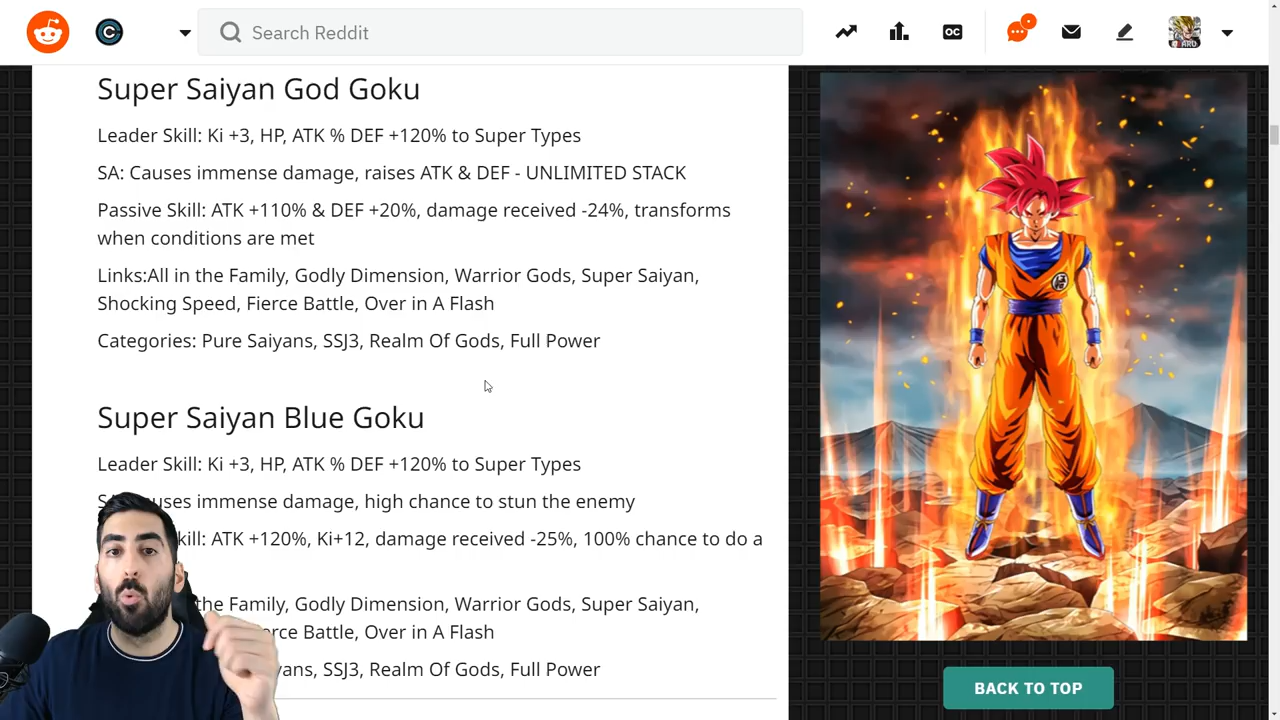 Search Reddit
OC
Super Saiyan God Goku
Leader Skill: Ki +3, HP, ATK % DEF +120% to Super Types
SA: Causes immense damage, raises ATK & DEF - UNLIMITED STACK
Passive Skill: ATK +110% & DEF +20%, damage received -24%, transforms
when conditions are met
Links:All in the Family, Godly Dimension, Warrior Gods, Super Saiyan,
Shocking Speed, Fierce Battle, Over in A Flash
Categories: Pure Saiyans, SSJ3, Realm Of Gods, Full Power
Super Saiyan Blue Goku
Leader Skill: Ki +3, HP, ATK % DEF +120% to Super Types
immense damage, high chance to stun the enemy
ATK +120%, Ki+12, damage received -25%, 100% chance to do a
the Family, Godly Dimension, Warrior Gods, Super Saiyan,
Battle, Over in A Flash
SSJ3, Realm Of Gods, Full Power
BACK TO TOP